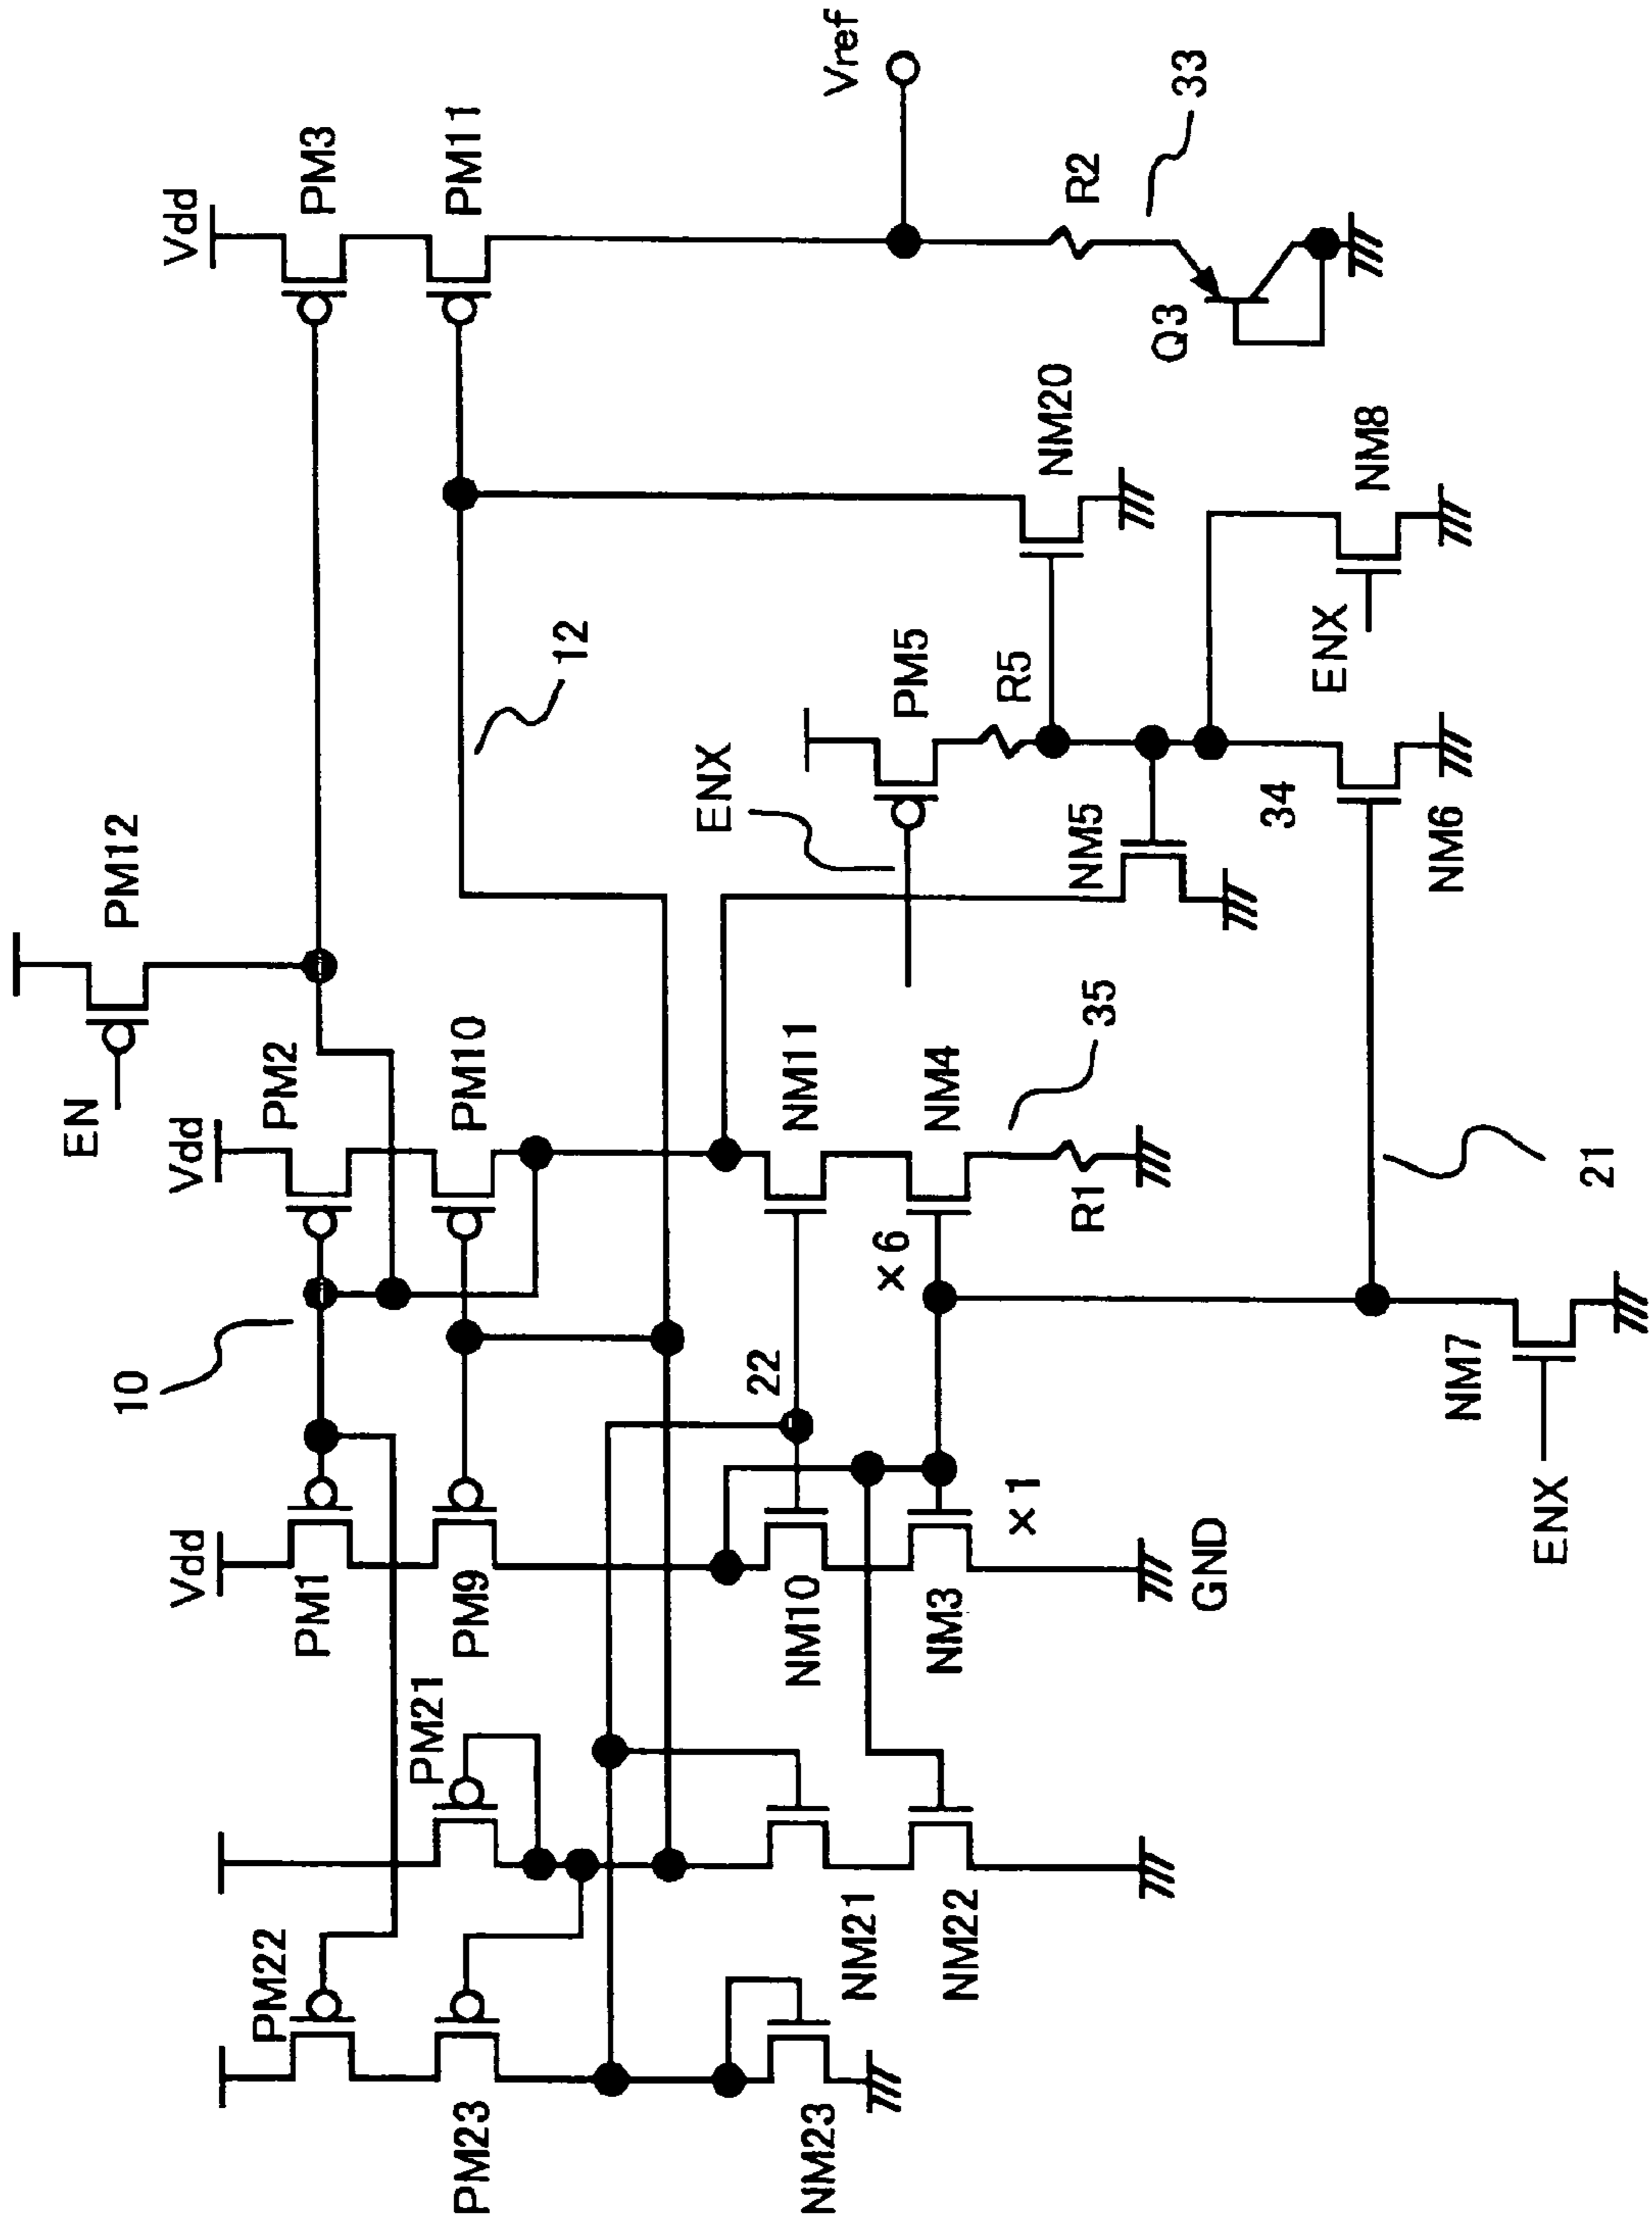 EN
PM12
Vdd
PM3
PM11
Vref
Vdd
PM2
PM10
10
Vdd
PM1
PM9
PM22
PM21
PM23
12
ENX
PM5
R5
NM20
R2
33
Q3
22
NM11
NM4
× 6
35
R1
NM10
NM3
× 1
GND
NM21
NM22
NM23
NM5
34
NM6
ENX
NM8
21
NM7
ENX